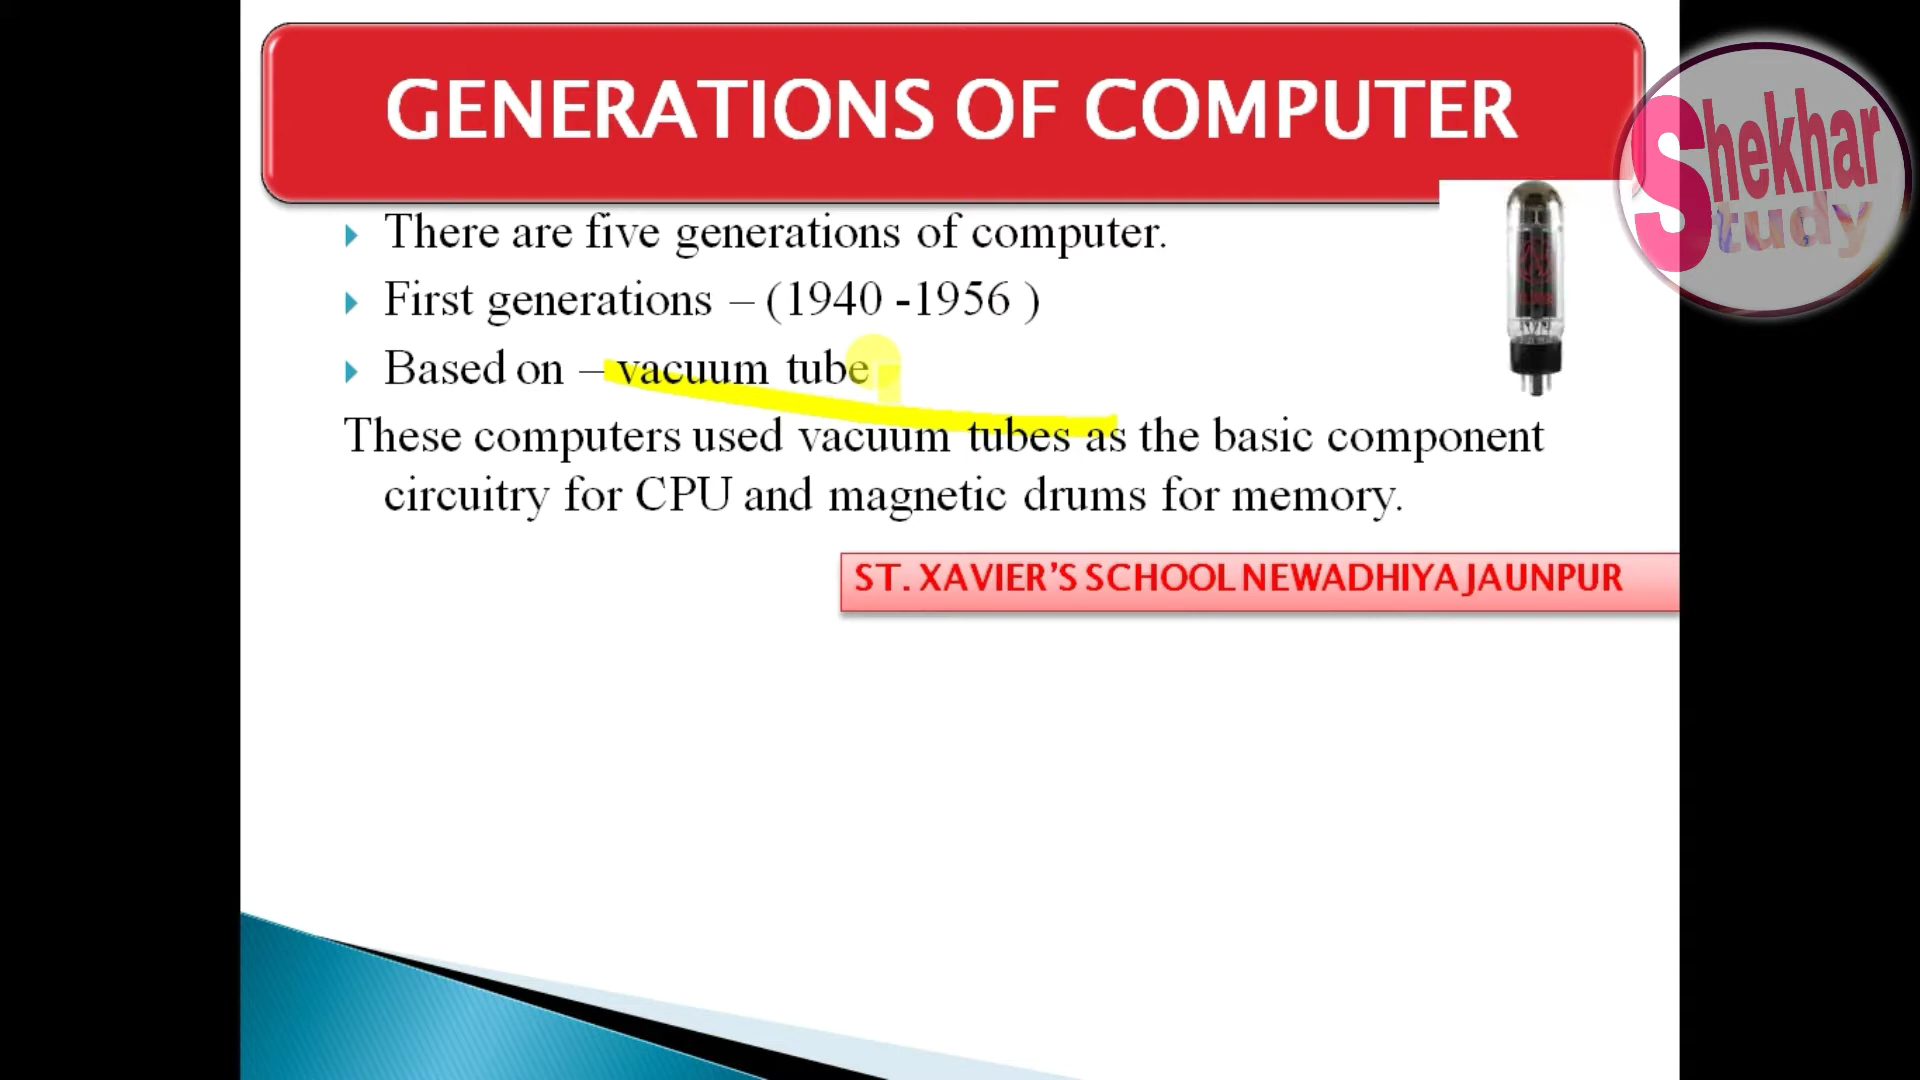 GENERATIONS OF COMPUTER
Shekhar
Study
There are five generations of computer.
First generations – (1940 -1956 )
Based on – vacuum tube
These computers used vacuum tubes as the basic component
circuitry for CPU and magnetic drums for memory.
ST. XAVIER'S SCHOOL NEWADHIYA JAUNPUR